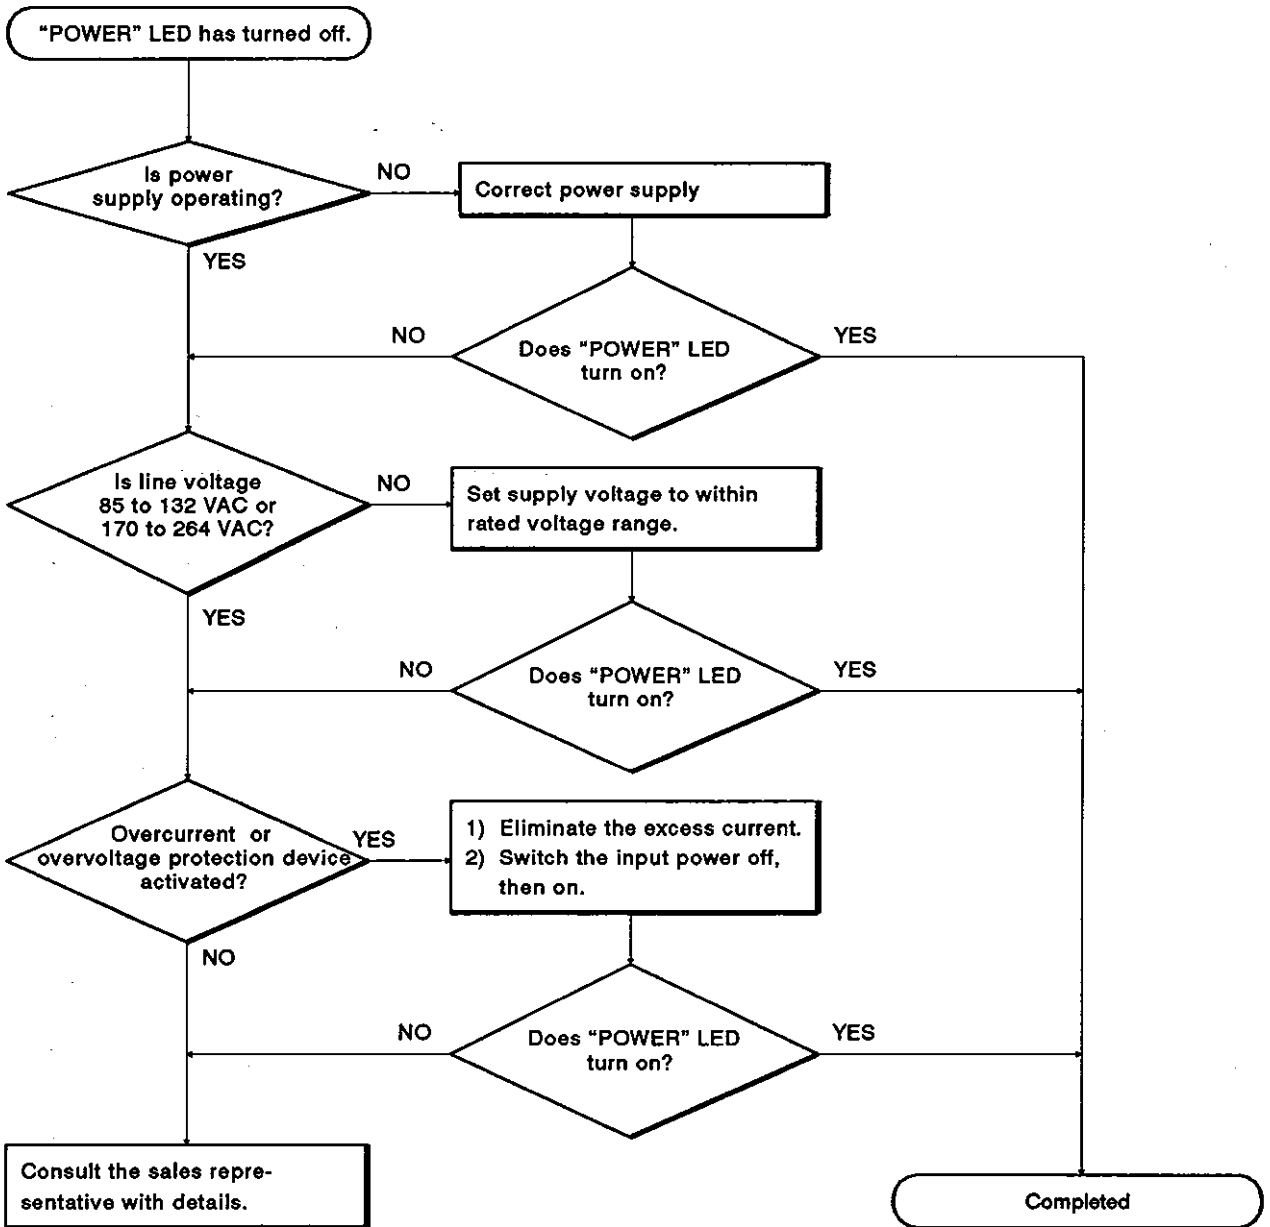 “POWER” LED has turned off.
Is power
supply operating?
NO
Correct power supply
YES
NO
Does “POWER” LED
turn on?
YES
Is line voltage
85 to 132 VAC or
170 to 264 VAC?
NO
Set supply voltage to within
rated voltage range.
YES
NO
Does “POWER” LED
turn on?
YES
Overcurrent or
overvoltage protection device
activated?
YES
1) Eliminate the excess current.
2) Switch the input power off,
then on.
NO
NO
Does “POWER” LED
turn on?
YES
Consult the sales repre-
sentative with details.
Completed